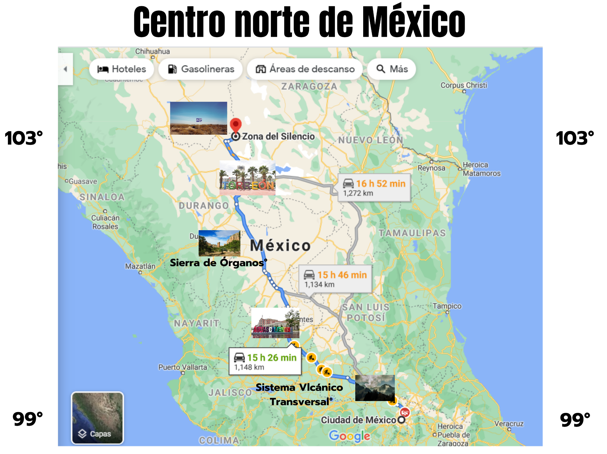 Centro norte de México
Chihuahua
Hoteles
Gasolineras
Áreas de descanso
Más
ZARAGOZA
Corpus Christi
103°
103°
Zona del Silencio
NUEVO LEÓN
Reynosa
Heroica
Matamoros
Guasave
16 h 52 min
1,272 km
SINALOA
DURANGO
Culiacán
Rosales
TAMAULIPAS
México
Sierra de Órganos*
Mazatlán
15 h 46 min
1,134 km
SAN LUIS
POTOSÍ
Tampico
NAYARIT
ntes
15 h 26 min
1,148 km
Puerto Vallarta
Sistema Vlcánico
Transversal*
JALISCO
99°
Capas
Ciudad de México
Google
COLIMA
Heroica
Puebla de
Zaragoza
Veracruz
99°